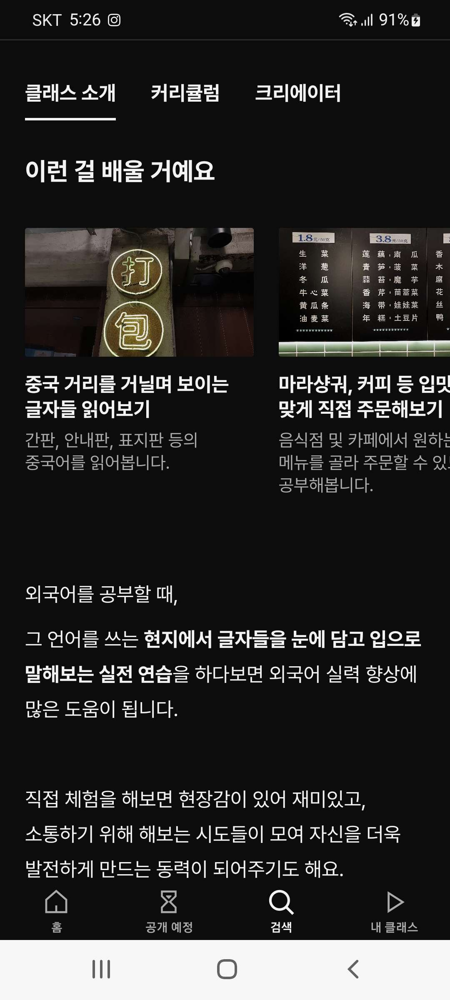 SKT 5:26 91%
클래스 소개 커리큘럼 크리에이터
이런 걸 배울 거예요
打
包
1.8元/50克
生 菜
洋 葱
冬 瓜
牛心菜
黄瓜条
油麦菜
3.8元/50克
莲藕·南瓜
青笋·菠菜
蒜苔·魔芋
香芹·茼蒿菜
海带·娃娃菜
年糕·土豆片
香
木
腐
花
丝
鸭
중국 거리를 거닐며 보이는
글자들 읽어보기
간판, 안내판, 표지판 등의
중국어를 읽어봅니다.
마라샹궈, 커피 등 입맛
맞게 직접 주문해보기
음식점 및 카페에서 원하는
메뉴를 골라 주문할 수
공부해봅니다.
외국어를 공부할 때,
그 언어를 쓰는 현지에서 글자들을 눈에 담고 입으로
말해보는 실전 연습을 하다보면 외국어 실력 향상에
많은 도움이 됩니다.
직접 체험을 해보면 현장감이 있어 재미있고,
소통하기 위해 해보는 시도들이 모여 자신을 더욱
발전하게 만드는 동력이 되어주기도 해요.
홈 공개 예정 검색 내 클래스